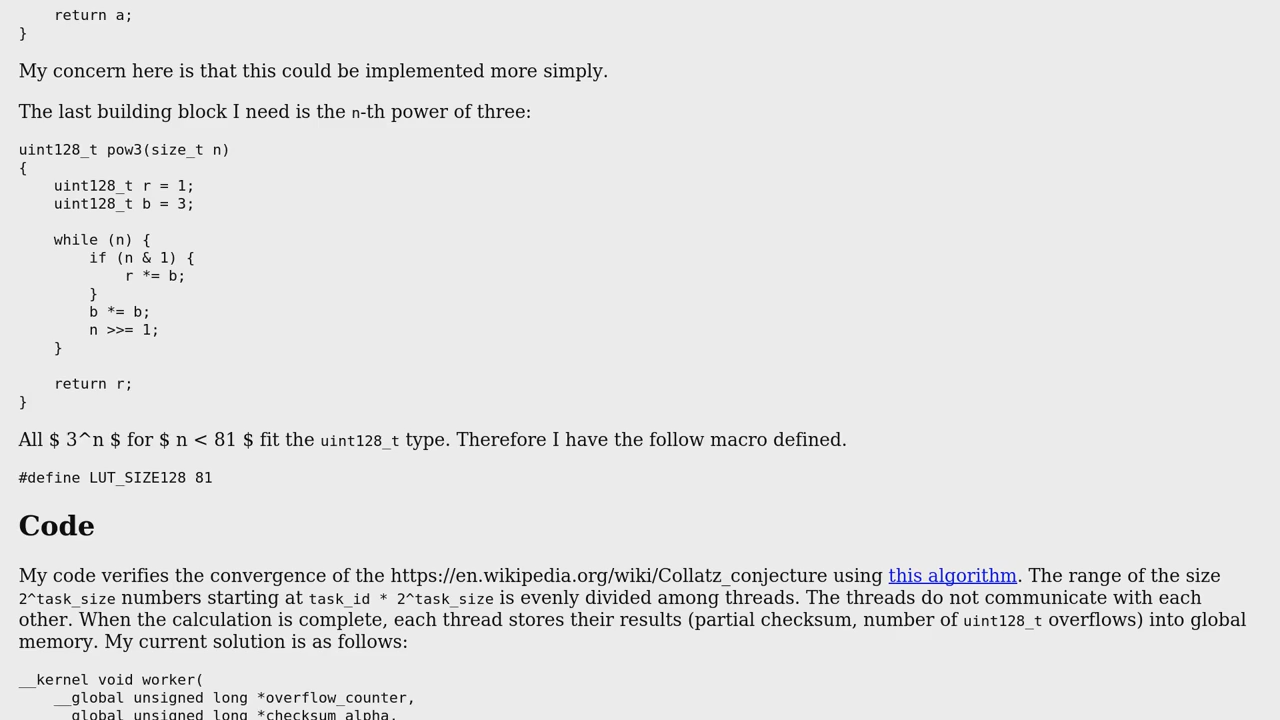 return a;
}
My concern here is that this could be implemented more simply.
The last building block I need is the n-th power of three:
uint128_t pow3(size_t n)
{
    uint128_t r = 1;
    uint128_t b = 3;
    while (n) {
        if (n & 1) {
            r *= b;
        }
        b *= b;
        n >>= 1;
    }
    return r;
}
All $ 3^n $ for $ n < 81 $ fit the uint128_t type. Therefore I have the follow macro defined.
#define LUT_SIZE128 81
Code
My code verifies the convergence of the https://en.wikipedia.org/wiki/Collatz_conjecture using this algorithm. The range of the size
2^task_size numbers starting at task_id * 2^task_size is evenly divided among threads. The threads do not communicate with each
other. When the calculation is complete, each thread stores their results (partial checksum, number of uint128_t overflows) into global
memory. My current solution is as follows:
__kernel void worker(
    __global unsigned long *overflow_counter,
    __global unsigned long *checksum_alpha,